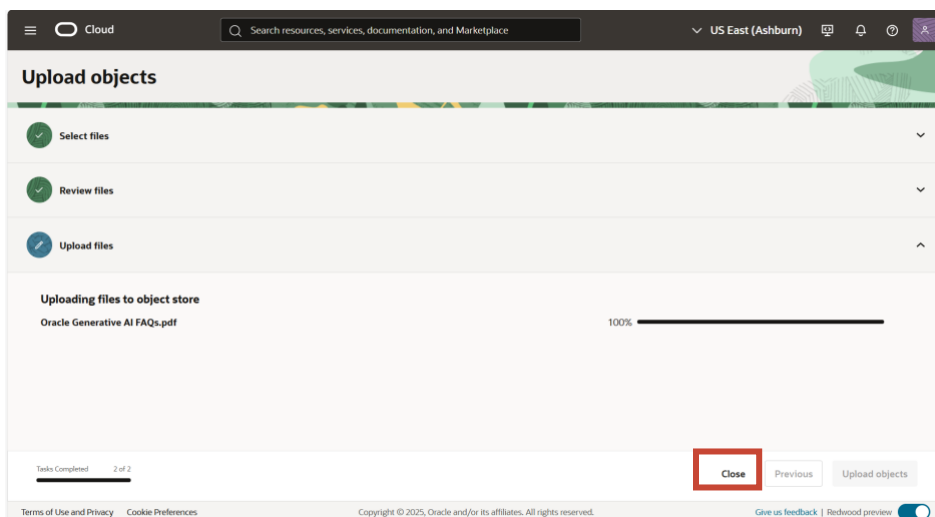 Cloud
Search resources, services, documentation, and Marketplace
US East (Ashburn)
Upload objects
Select files
Review files
Upload files
Uploading files to object store
Oracle Generative AI FAQs.pdf
100%
Tasks Completed 2 of 2
Close
Previous
Upload objects
Terms of Use and Privacy Cookie Preferences
Copyright © 2025, Oracle and/or its affiliates. All rights reserved.
Give us feedback | Redwood preview